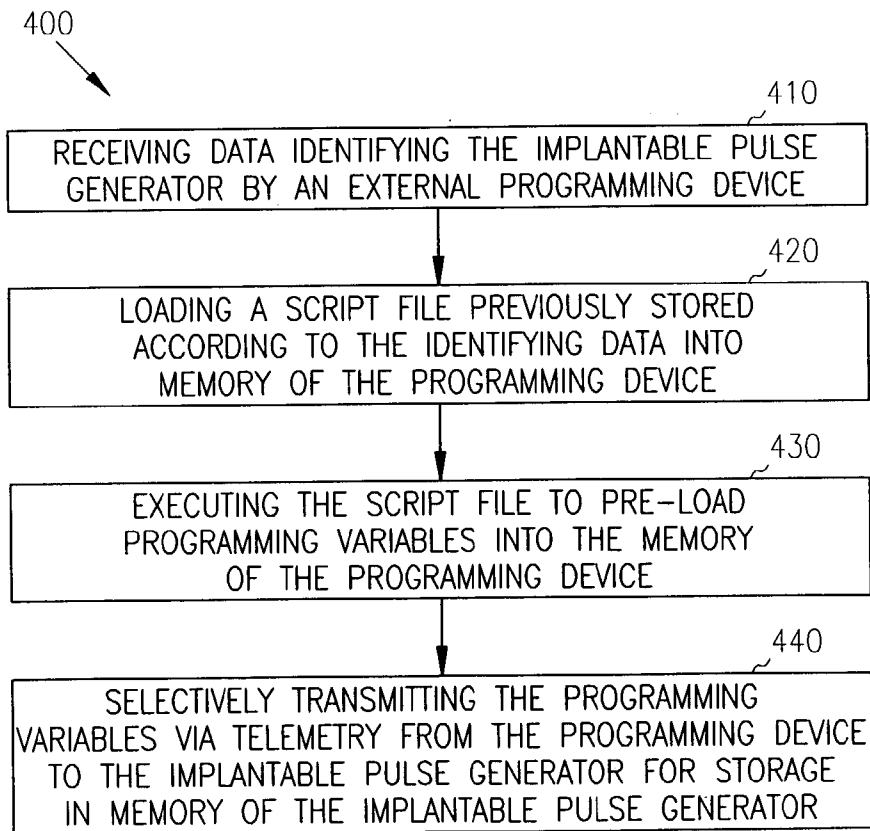 400
410
RECEIVING DATA IDENTIFYING THE IMPLANTABLE PULSE
GENERATOR BY AN EXTERNAL PROGRAMMING DEVICE
420
LOADING A SCRIPT FILE PREVIOUSLY STORED
ACCORDING TO THE IDENTIFYING DATA INTO
MEMORY OF THE PROGRAMMING DEVICE
430
EXECUTING THE SCRIPT FILE TO PRE-LOAD
PROGRAMMING VARIABLES INTO THE MEMORY
OF THE PROGRAMMING DEVICE
440
SELECTIVELY TRANSMITTING THE PROGRAMMING
VARIABLES VIA TELEMETRY FROM THE PROGRAMMING DEVICE
TO THE IMPLANTABLE PULSE GENERATOR FOR STORAGE
IN MEMORY OF THE IMPLANTABLE PULSE GENERATOR